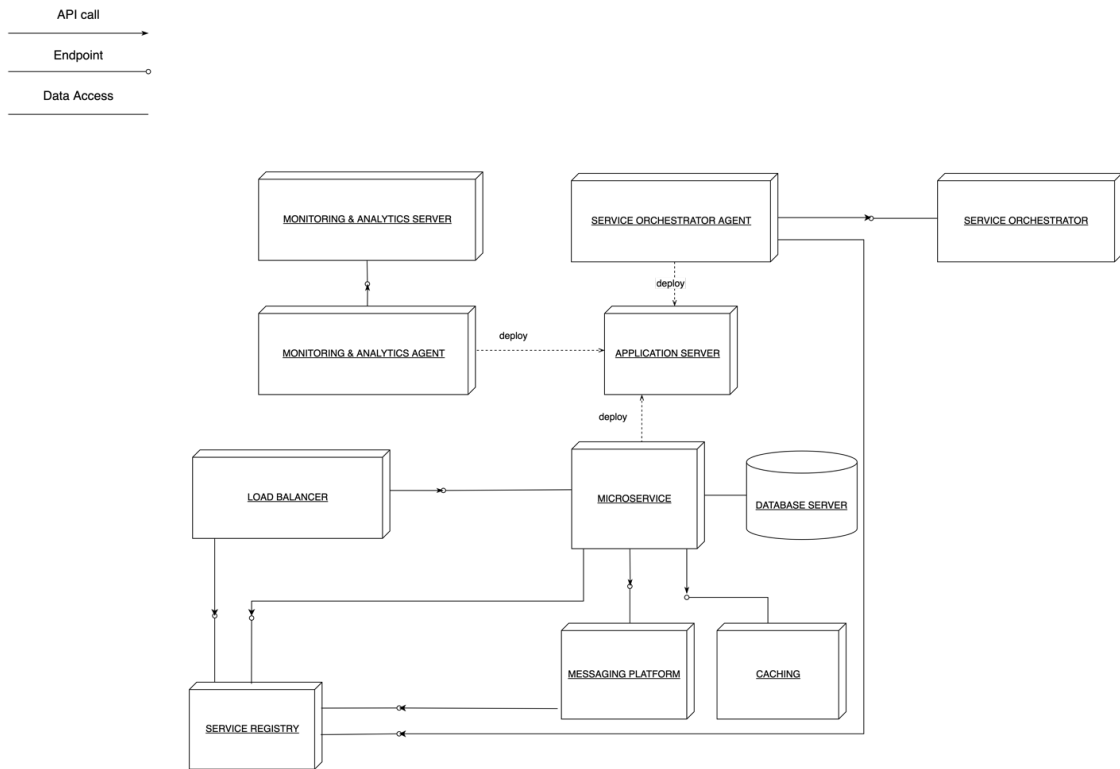 API call
Endpoint
Data Access
MONITORING & ANALYTICS SERVER
SERVICE ORCHESTRATOR AGENT
SERVICE ORCHESTRATOR
deploy
deploy
MONITORING & ANALYTICS AGENT
APPLICATION SERVER
deploy
LOAD BALANCER
MICROSERVICE
DATABASE SERVER
MESSAGING PLATFORM
CACHING
SERVICE REGISTRY